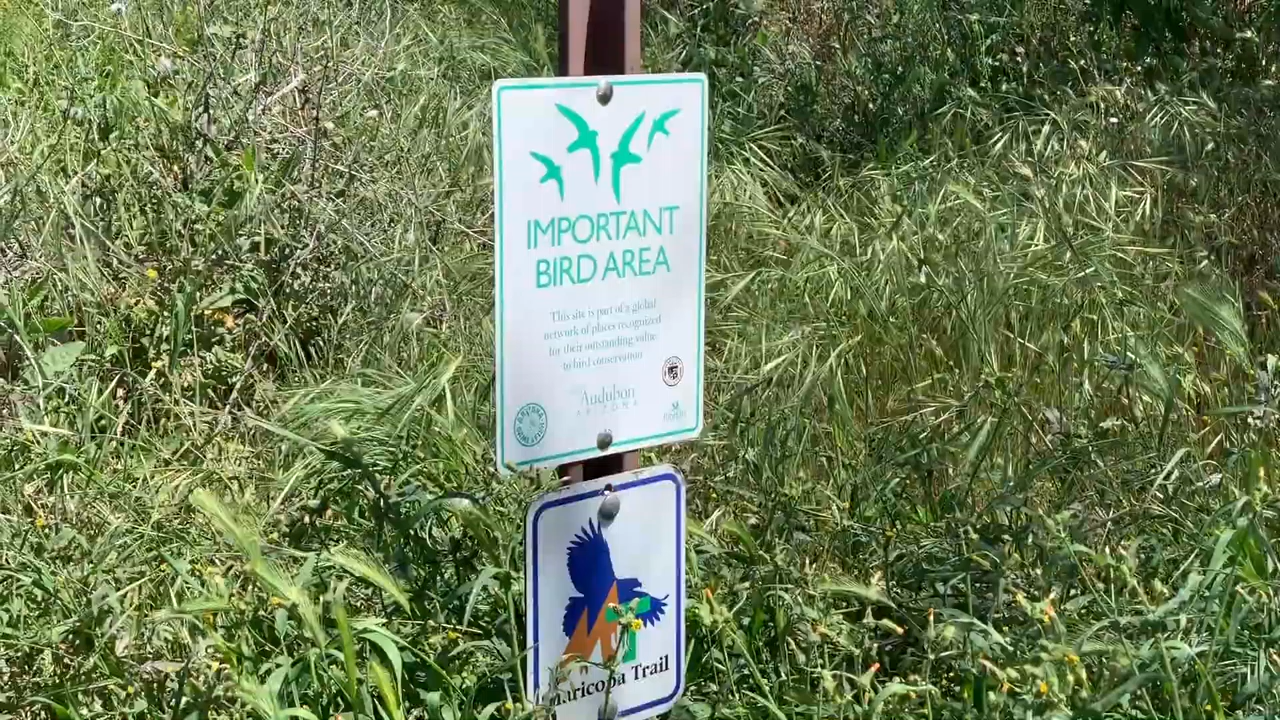 IMPORTANT
BIRD AREA
This site is part of a global
network of places recognized
for their outstanding value
to bird conservation
Audubon
ARIZONA
Trail